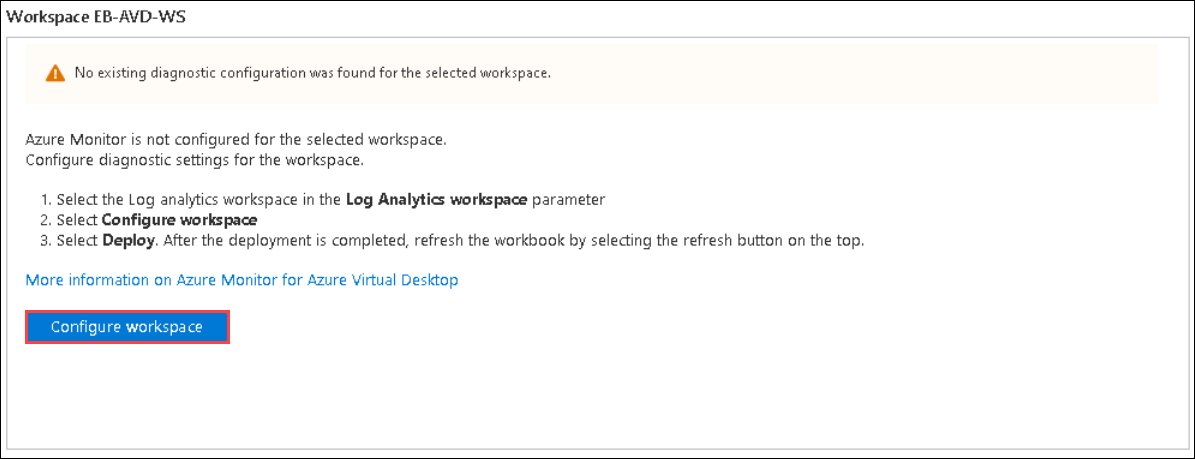 Workspace EB-AVD-WS
No existing diagnostic configuration was found for the selected workspace.
Azure Monitor is not configured for the selected workspace.
Configure diagnostic settings for the workspace.
1. Select the Log analytics workspace in the Log Analytics workspace parameter
2. Select Configure workspace
3. Select Deploy. After the deployment is completed, refresh the workbook by selecting the refresh button on the top.
More information on Azure Monitor for Azure Virtual Desktop
Configure workspace